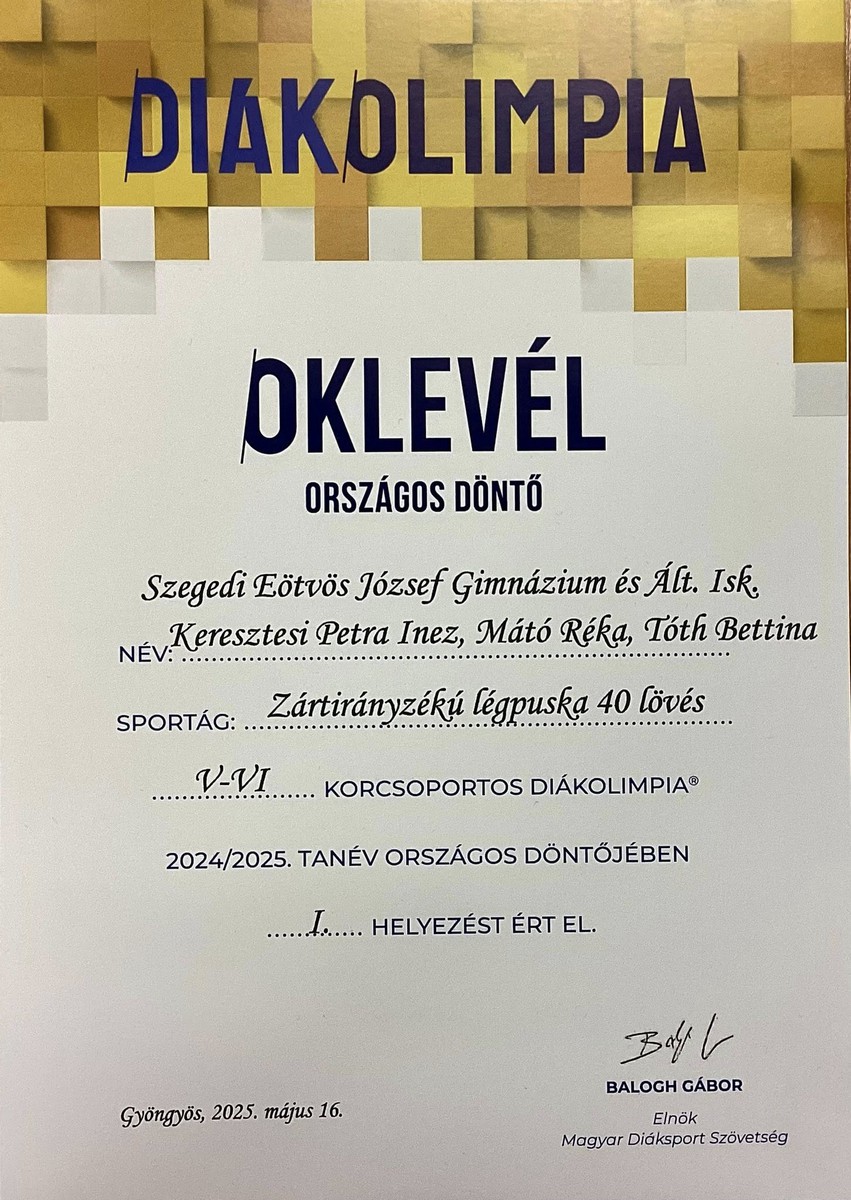 DIÁKOLIMPIA
OKLEVÉL
ORSZÁGOS DÖNTŐ
Szegedi Eötvös József Gimnázium és Ált. Isk.
NÉV: Keresztesi Petra Inez, Mátó Réka, Tóth Bettina
SPORTÁG: Zártirányzékú légpuska 40 lövés
V-VI KORCSOPORTOS DIÁKOLIMPIA®
2024/2025. TANÉV ORSZÁGOS DÖNTŐJÉBEN
I. HELYEZÉST ÉRT EL.
BALOGH GÁBOR
Elnök
Magyar Diáksport Szövetség
Gyöngyös, 2025. május 16.